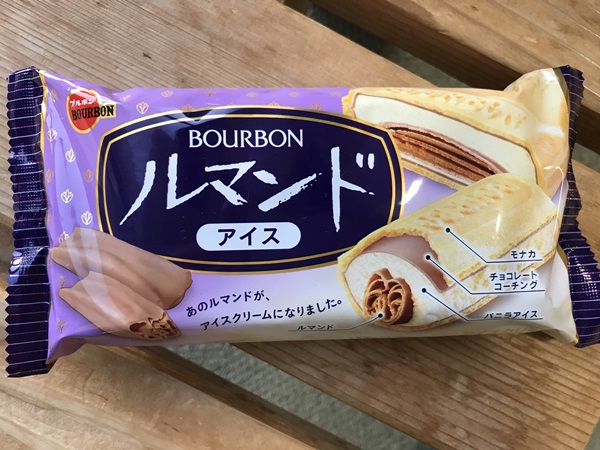 ブルボン
BOURBON
BOURBON
ルマンド
アイス
あのルマンドが、
アイスクリームになりました。
モナカ
チョコレート
コーチング
バニラアイス
ルマンド